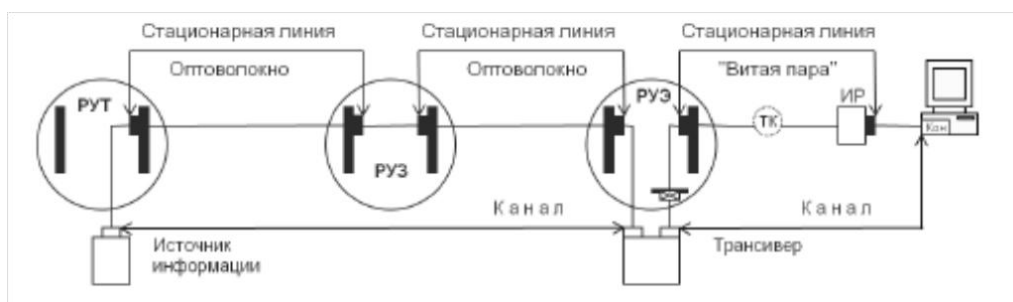 Стационарная линия
Стационарная линия
Стационарная линия
Оптоволокно
Оптоволокно
"Витая пара"
РУТ
РУЗ
РУЭ
ТК
ИР
Кон
Канал
Канал
Источник
информации
Трансивер